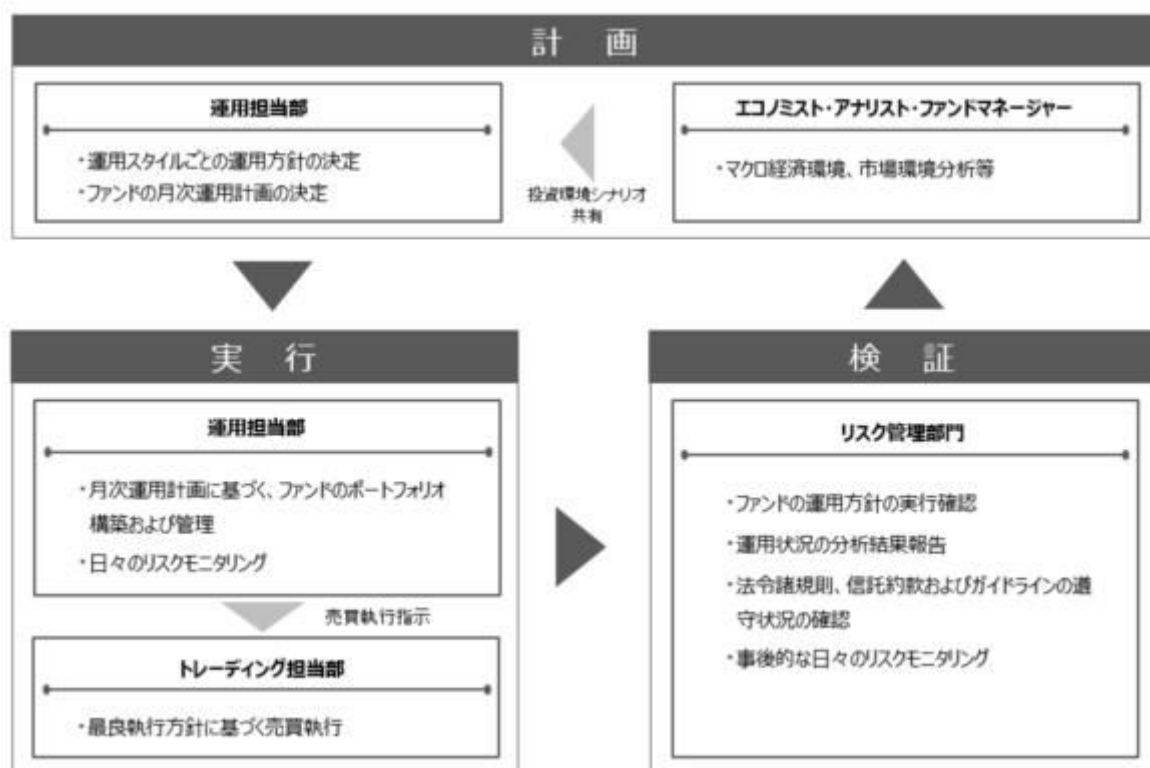 計 画
運用担当部
・運用スタイルごとの運用方針の決定
・ファンドの月次運用計画の決定
投資環境シナリオ
共有
エコノミスト・アナリスト・ファンドマネージャー
・マクロ経済環境、市場環境分析等
実 行
運用担当部
・月次運用計画に基づく、ファンドのポートフォリオ
構築および管理
・日々のリスクモニタリング
売買執行指示
トレーディング担当部
・最良執行方針に基づく売買執行
検 証
リスク管理部門
・ファンドの運用方針の実行確認
・運用状況の分析結果報告
・法令諸規則、信託約款およびガイドラインの遵
守状況の確認
・事後的な日々のリスクモニタリング